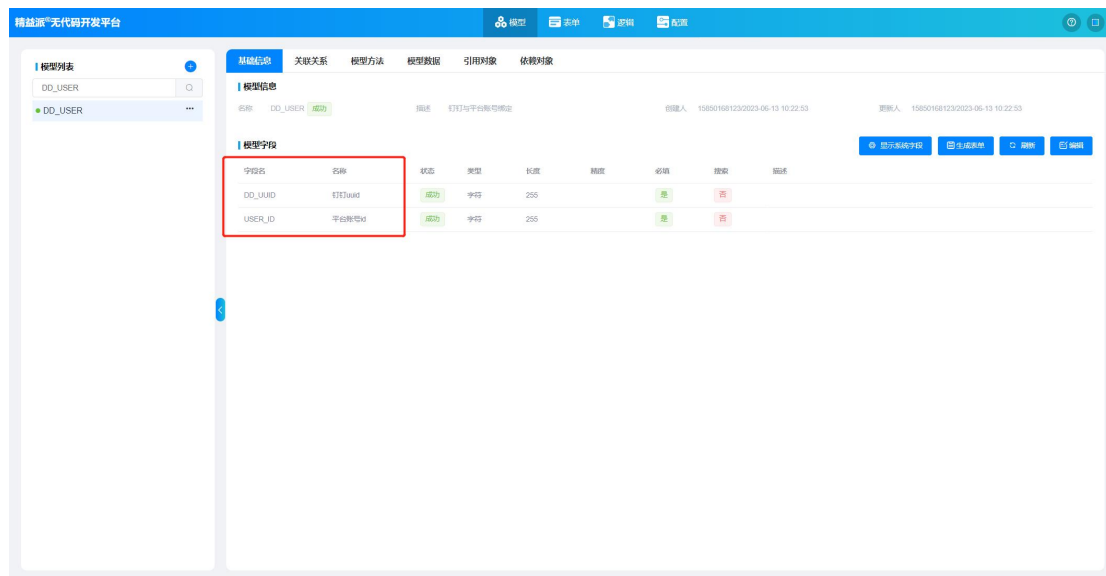 精益派®无代码开发平台
模型 表单 逻辑 配置
模型列表
DD_USER
DD_USER
基础信息 关联关系 模型方法 模型数据 引用对象 依赖对象
模型信息
名称 DD_USER 成功 描述 钉钉与平台账号绑定 创建人 15850168123/2023-06-13 10:22:53 更新人 15850168123/2023-06-13 10:22:53
模型字段 显示系统字段 生成表单 刷新 编辑
字段名 名称 状态 类型 长度 精度 必填 搜索 描述
DD_UUID 钉钉uuid 成功 字符 255 是 否
USER_ID 平台账号id 成功 字符 255 是 否